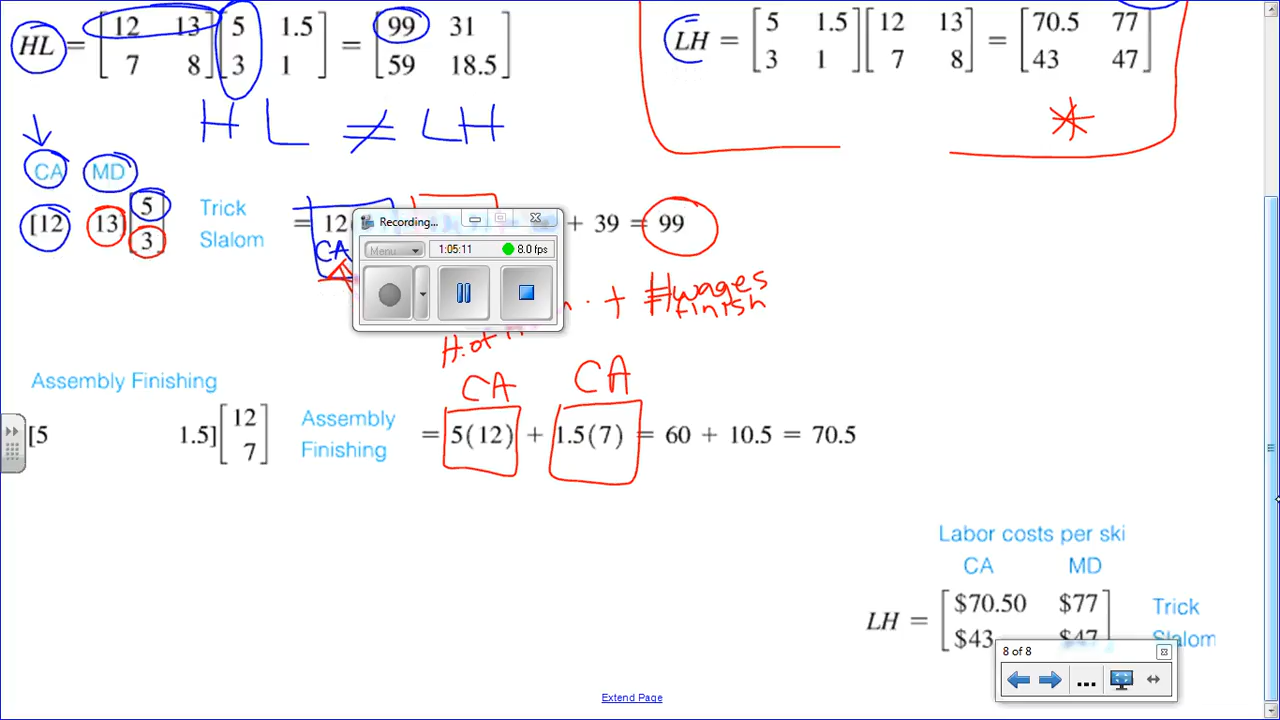 HL = [12 13 7 8] [5 1.5 3 1] = [99 31 59 18.5]
LH = [5 1.5 3 1] [12 13 7 8] = [70.5 77 43 47]
H L ≠ LH
*
CA MD
[12 13] [5 3] Trick Slalom = 12 + 39 = 99
CA
Recording...
Menu 1:05:11 8.0 fps
+ # wages
finish
H. of
Assembly Finishing
CA CA
[5 1.5] [12 7] Assembly Finishing = 5(12) + 1.5(7) = 60 + 10.5 = 70.5
Labor costs per ski
CA MD
LH = [$70.50 $77 $43 $47] Trick Slalom
8 of 8
...
Extend Page